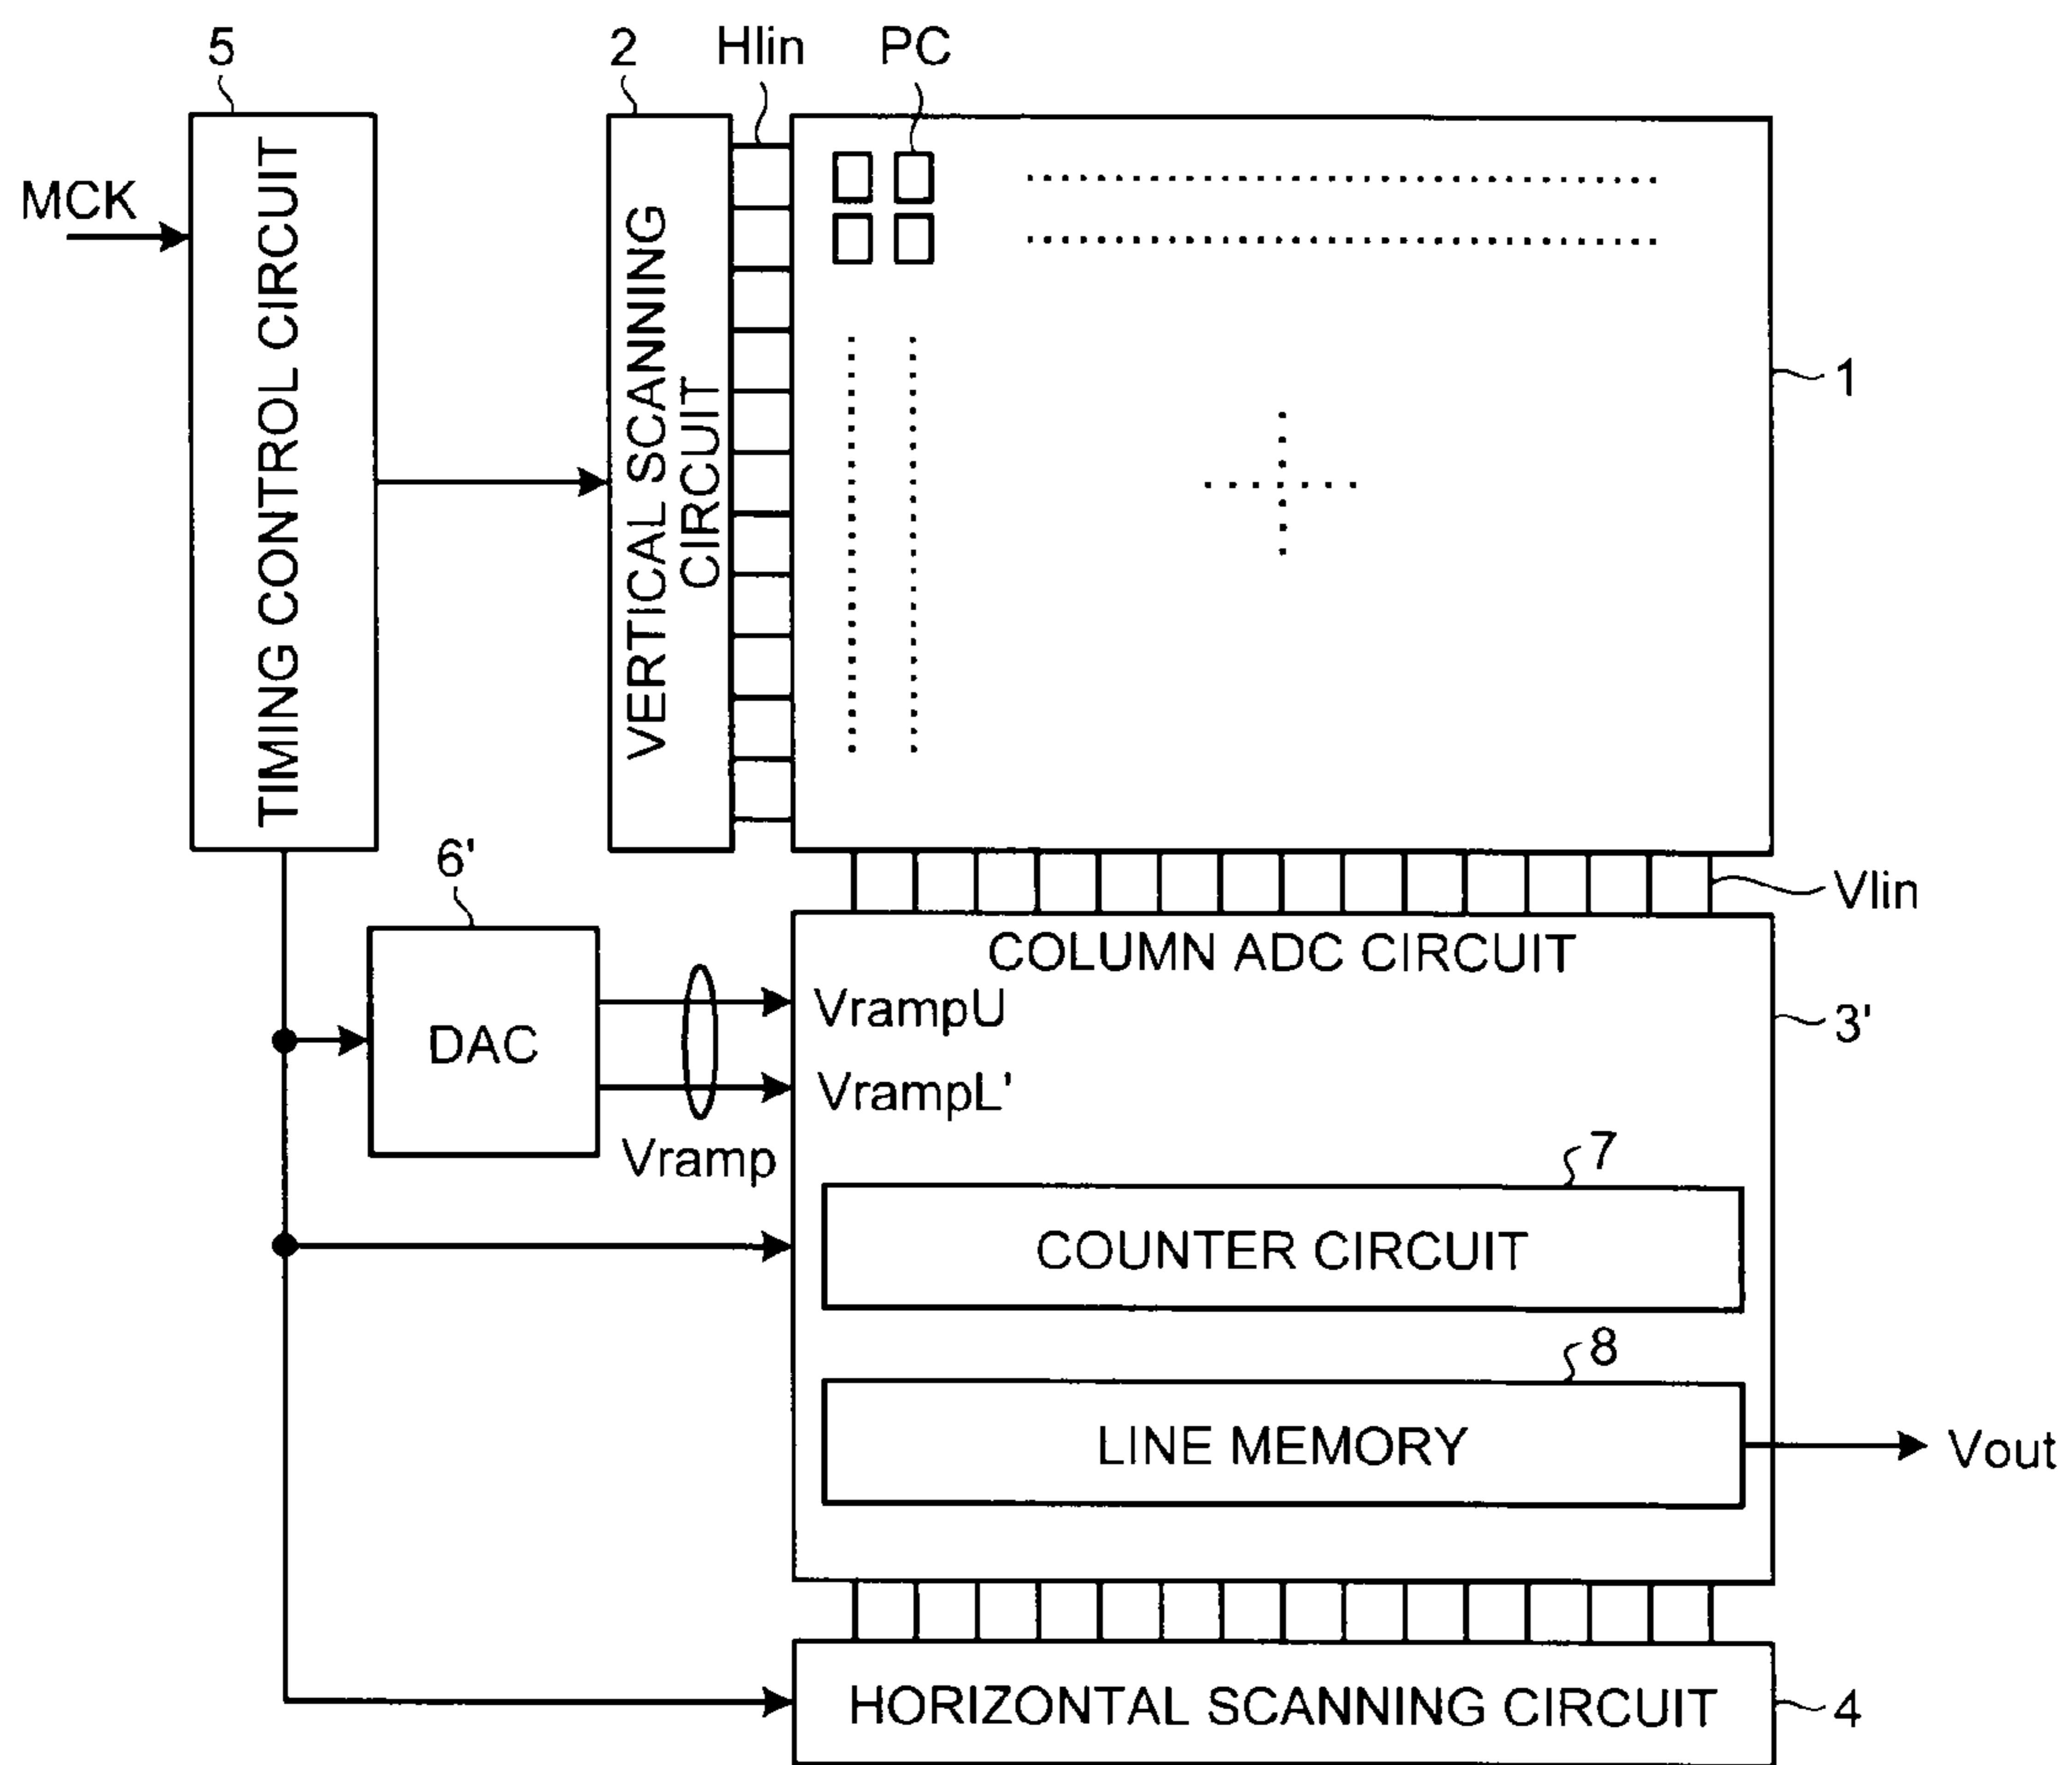 5
2
Hlin
PC
MCK
TIMING CONTROL CIRCUIT
VERTICAL SCANNING
CIRCUIT
1
6'
Vlin
COLUMN ADC CIRCUIT
VrampU
3'
DAC
VrampL'
Vramp
7
COUNTER CIRCUIT
8
LINE MEMORY
Vout
HORIZONTAL SCANNING CIRCUIT
4